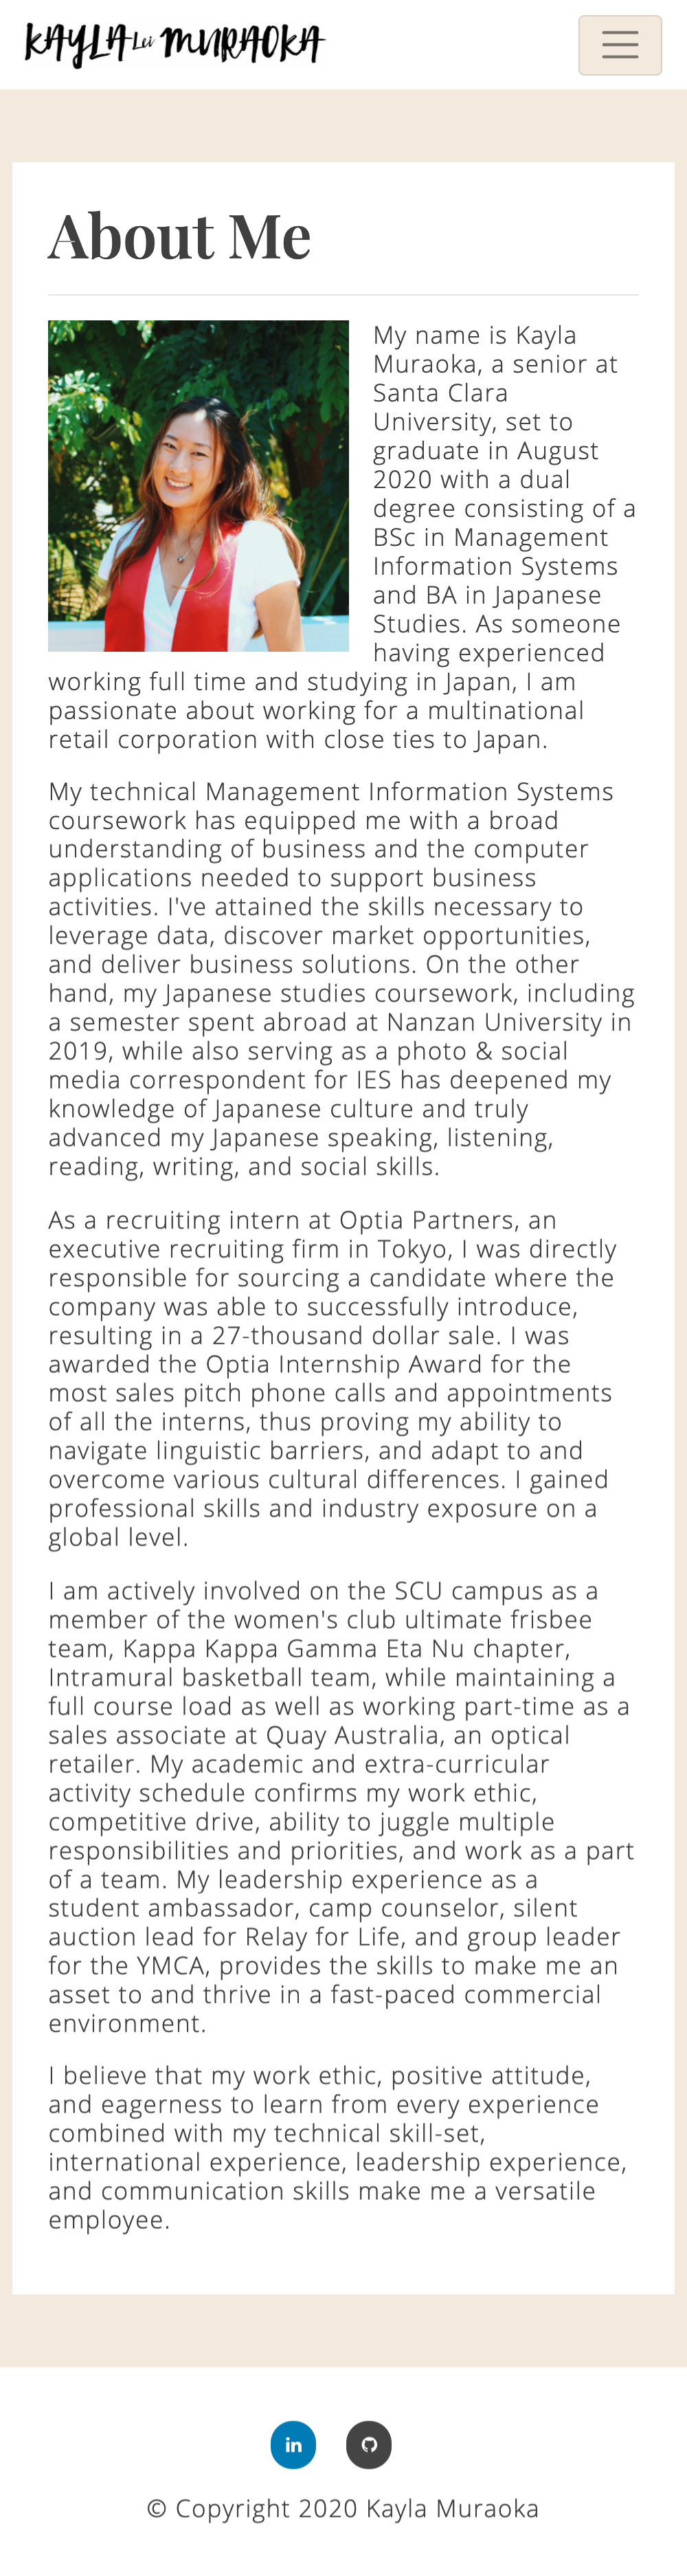 KAYLA Lei MURAOKA
About Me
My name is Kayla
Muraoka, a senior at
Santa Clara
University, set to
graduate in August
2020 with a dual
degree consisting of a
BSc in Management
Information Systems
and BA in Japanese
Studies. As someone
having experienced
working full time and studying in Japan, I am
passionate about working for a multinational
retail corporation with close ties to Japan.
My technical Management Information Systems
coursework has equipped me with a broad
understanding of business and the computer
applications needed to support business
activities. I've attained the skills necessary to
leverage data, discover market opportunities,
and deliver business solutions. On the other
hand, my Japanese studies coursework, including
a semester spent abroad at Nanzan University in
2019, while also serving as a photo & social
media correspondent for IES has deepened my
knowledge of Japanese culture and truly
advanced my Japanese speaking, listening,
reading, writing, and social skills.
As a recruiting intern at Optia Partners, an
executive recruiting firm in Tokyo, I was directly
responsible for sourcing a candidate where the
company was able to successfully introduce,
resulting in a 27-thousand dollar sale. I was
awarded the Optia Internship Award for the
most sales pitch phone calls and appointments
of all the interns, thus proving my ability to
navigate linguistic barriers, and adapt to and
overcome various cultural differences. I gained
professional skills and industry exposure on a
global level.
I am actively involved on the SCU campus as a
member of the women's club ultimate frisbee
team, Kappa Kappa Gamma Eta Nu chapter,
Intramural basketball team, while maintaining a
full course load as well as working part-time as a
sales associate at Quay Australia, an optical
retailer. My academic and extra-curricular
activity schedule confirms my work ethic,
competitive drive, ability to juggle multiple
responsibilities and priorities, and work as a part
of a team. My leadership experience as a
student ambassador, camp counselor, silent
auction lead for Relay for Life, and group leader
for the YMCA, provides the skills to make me an
asset to and thrive in a fast-paced commercial
environment.
I believe that my work ethic, positive attitude,
and eagerness to learn from every experience
combined with my technical skill-set,
international experience, leadership experience,
and communication skills make me a versatile
employee.
in
© Copyright 2020 Kayla Muraoka